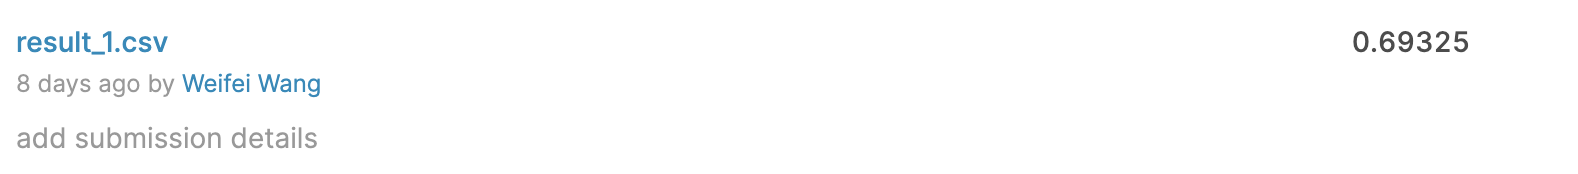 result_1.csv 0.69325
8 days ago by Weifei Wang
add submission details